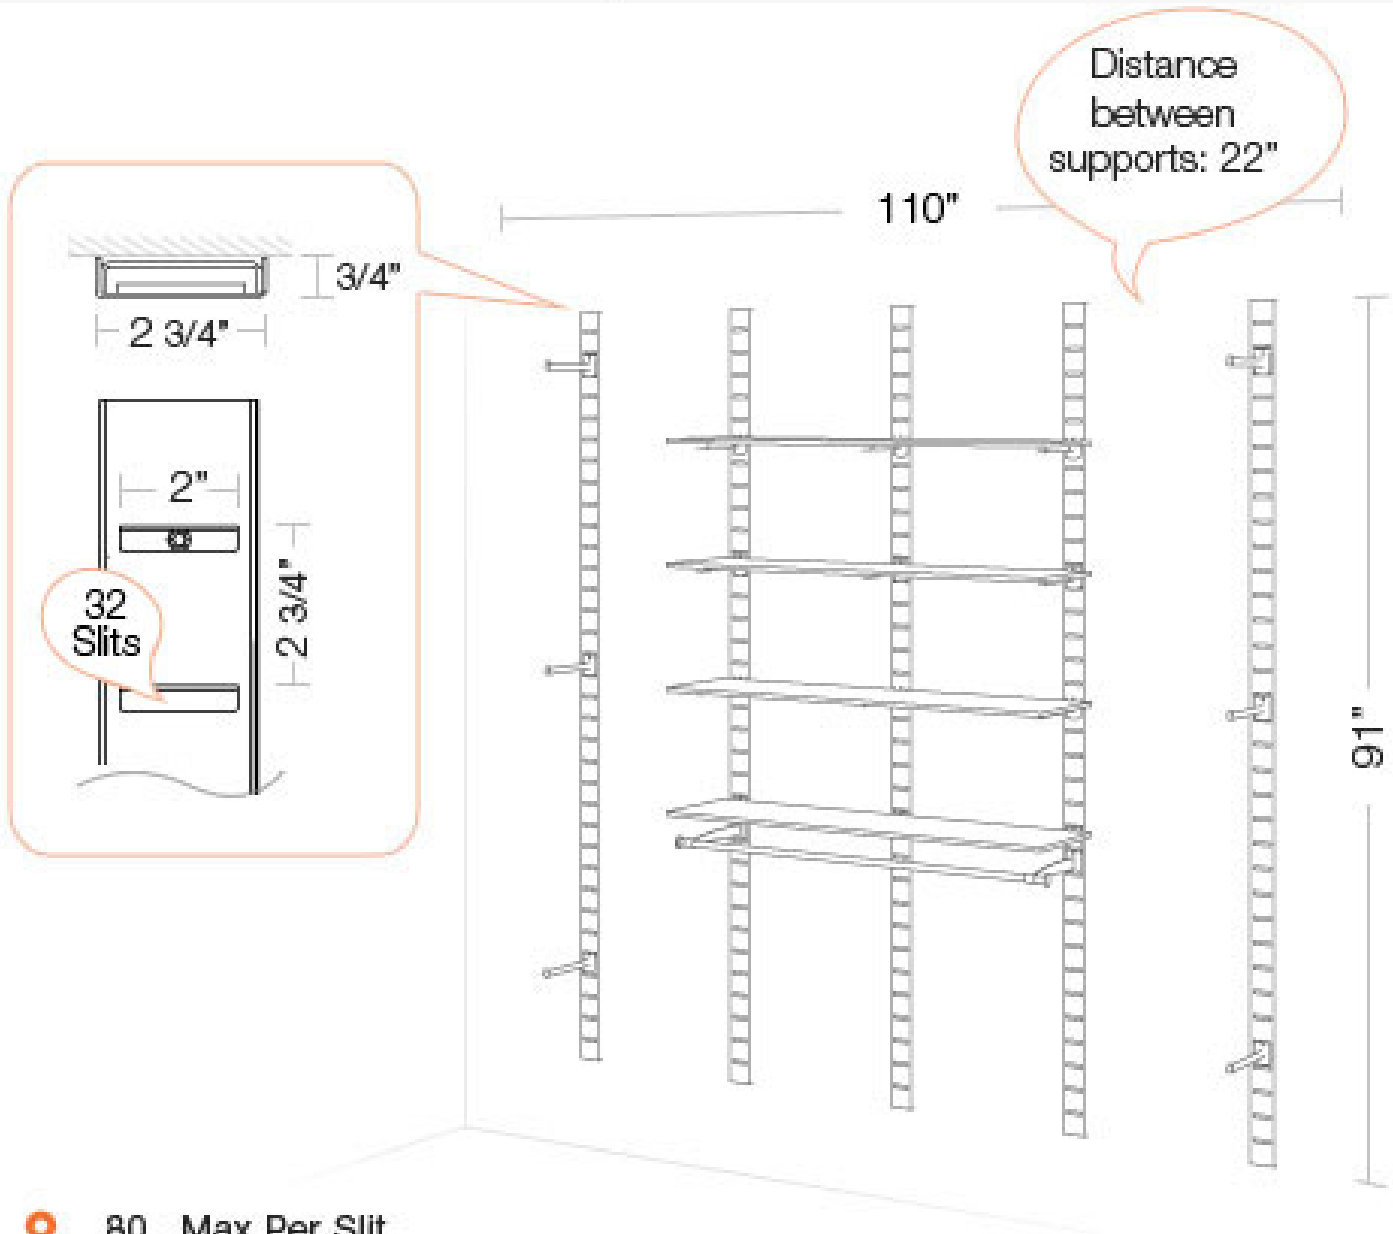 Distance
between
supports: 22"
110"
3/4"
2 3/4"
2"
2 3/4"
32
Slits
91"
80 Max Per Slit